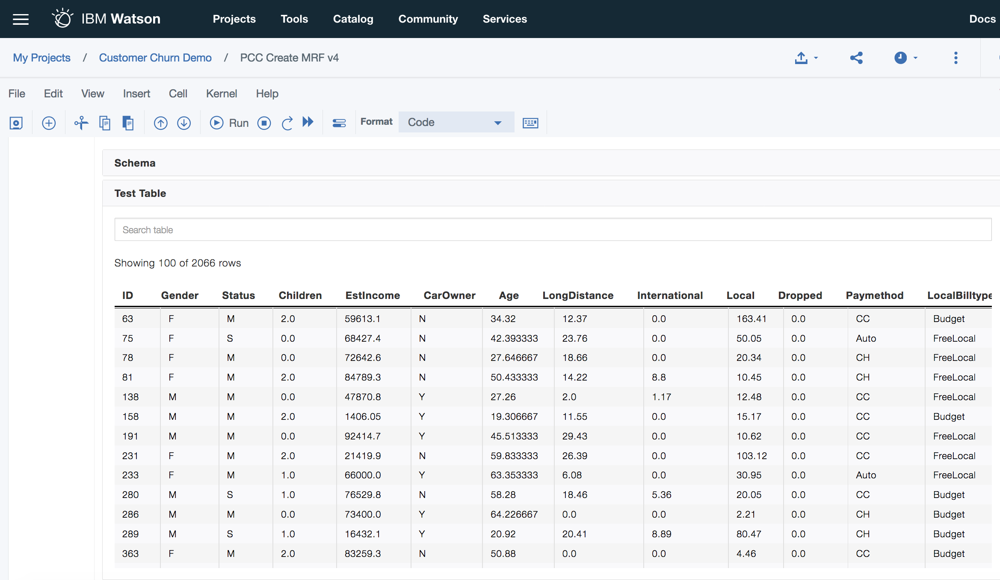 IBM Watson Projects Tools Catalog Community Services Docs
My Projects / Customer Churn Demo / PCC Create MRF v4
File Edit View Insert Cell Kernel Help
Run Format Code
Schema
Test Table
Search table
Showing 100 of 2066 rows
ID Gender Status Children EstIncome CarOwner Age LongDistance International Local Dropped Paymethod LocalBilltype
63 F M 2.0 59613.1 N 34.32 12.37 0.0 163.41 0.0 CC Budget
75 F S 0.0 68427.4 N 42.393333 23.76 0.0 50.05 0.0 Auto FreeLocal
78 F M 0.0 72642.6 N 27.646667 18.66 0.0 20.34 0.0 CH FreeLocal
81 F M 2.0 84789.3 N 50.433333 14.22 8.8 10.45 0.0 CH FreeLocal
138 M M 0.0 47870.8 Y 27.26 2.0 1.17 12.48 0.0 CC FreeLocal
158 M M 2.0 1406.05 Y 19.306667 11.55 0.0 15.17 0.0 CC Budget
191 M M 0.0 92414.7 Y 45.513333 29.43 0.0 10.62 0.0 CC FreeLocal
231 F M 2.0 21419.9 N 59.833333 26.39 0.0 103.12 0.0 CC FreeLocal
233 F M 1.0 66000.0 Y 63.353333 6.08 0.0 30.95 0.0 Auto FreeLocal
280 M S 1.0 76529.8 N 58.28 18.46 5.36 20.05 0.0 CC Budget
286 M M 0.0 73400.0 Y 64.226667 0.0 0.0 2.21 0.0 CH Budget
289 M S 1.0 16432.1 Y 20.92 20.41 8.89 80.47 0.0 CH Budget
363 F M 2.0 83259.3 N 50.88 0.0 0.0 4.46 0.0 CC Budget